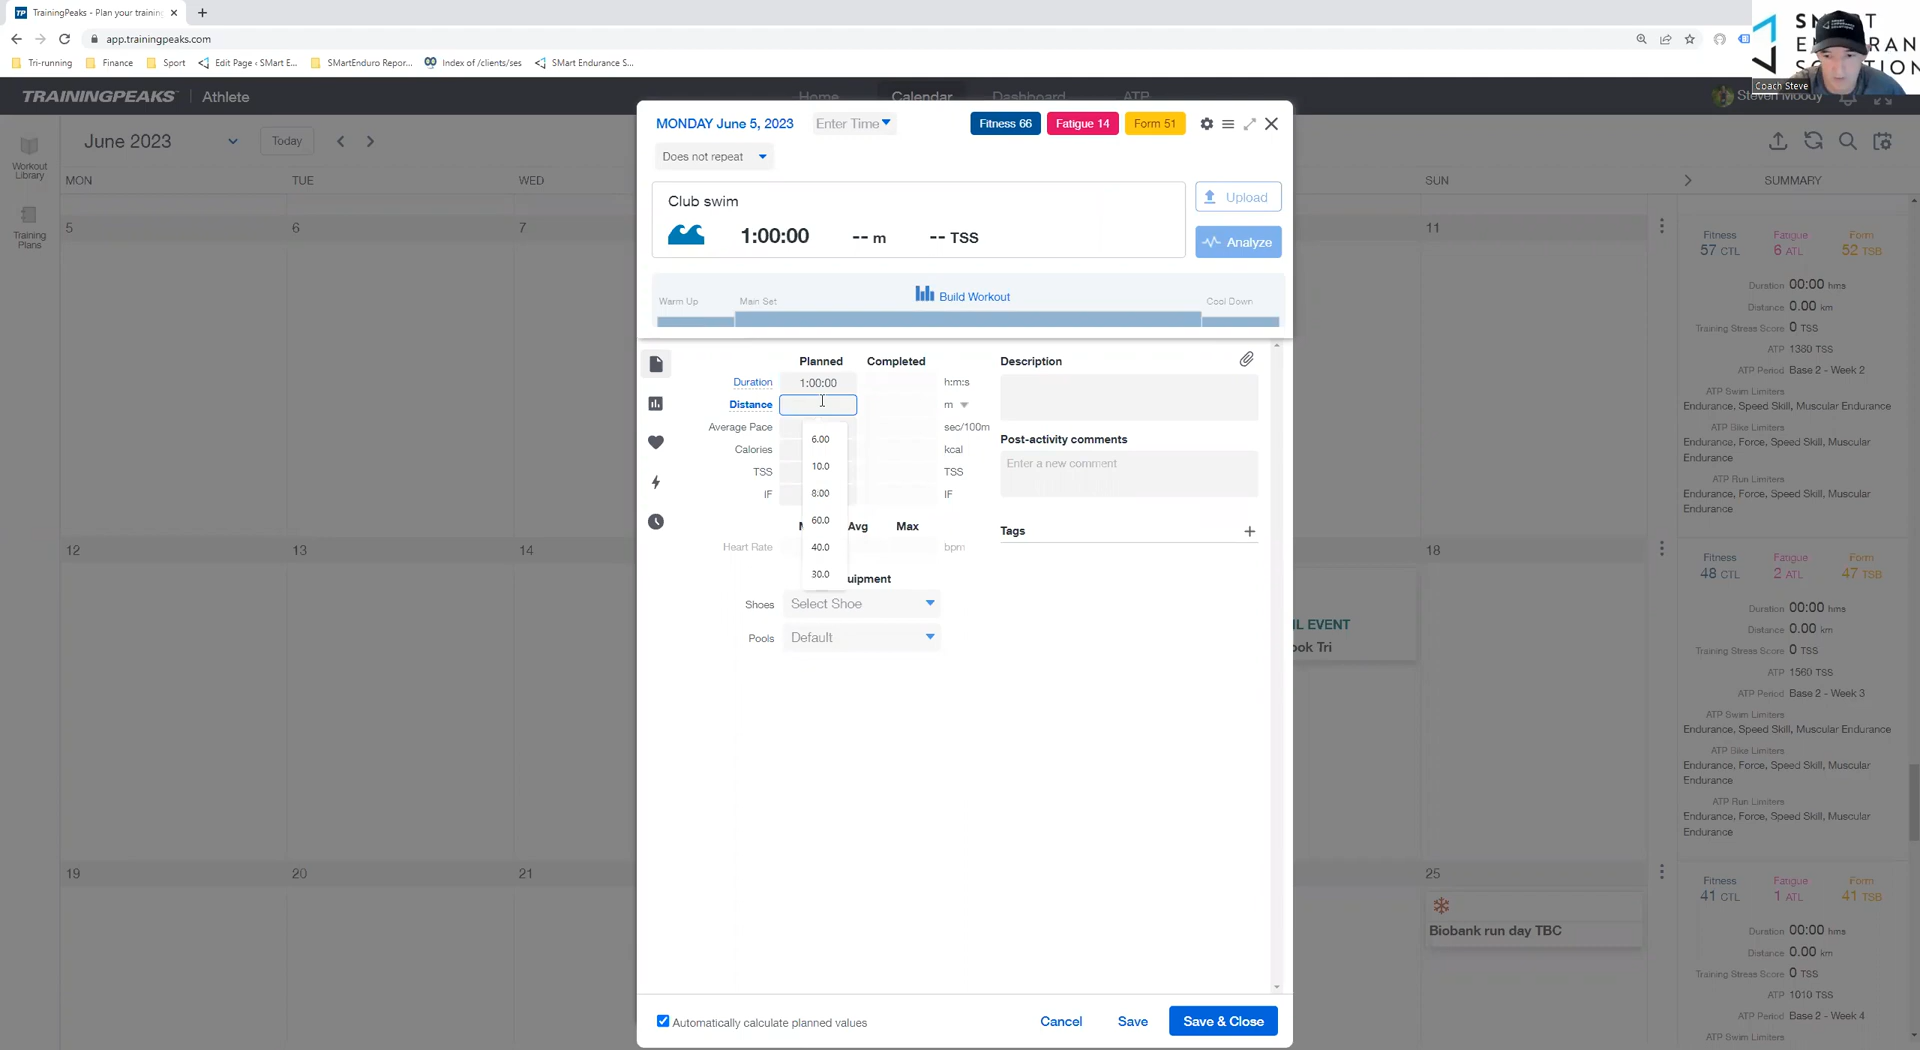 TrainingPeaks - Plan your training
app.trainingpeaks.com
Tri-running
Finance
Sport
Edit Page ‹ SMart E...
SMartEnduro Repor...
Index of /clients/ses
SMart Endurance S...
Coach Steve
TRAININGPEAKS
Athlete
Home
Calendar
Dashboard
ATP
Steven Moody
Workout
Library
Training
Plans
June 2023
Today
MON
TUE
WED
SUN
SUMMARY
5
6
7
11
12
13
14
18
19
20
21
25
MONDAY June 5, 2023
Enter Time
Fitness 66
Fatigue 14
Form 51
Does not repeat
Club swim
1:00:00
-- m
-- TSS
Upload
Analyze
Build Workout
Warm Up
Main Set
Cool Down
Planned
Completed
Duration
1:00:00
h:m:s
Distance
m
Average Pace
sec/100m
Calories
kcal
TSS
TSS
IF
IF
6.00
10.0
8.00
60.0
40.0
30.0
Avg
Max
Heart Rate
bpm
Shoes
Select Shoe
Pools
Default
Description
Post-activity comments
Enter a new comment
Tags
Automatically calculate planned values
Cancel
Save
Save & Close
Biobank run day TBC
Fitness
57 CTL
Fatigue
6 ATL
Form
52 TSB
Duration 00:00 hms
Distance 0.00 km
Training Stress Score 0 TSS
ATP 1380 TSS
ATP Period Base 2 - Week 2
ATP Swim Limiters
Endurance, Speed Skill, Muscular Endurance
ATP Bike Limiters
Endurance, Force, Speed Skill, Muscular
Endurance
ATP Run Limiters
Endurance, Force, Speed Skill, Muscular
Endurance
Fitness
48 CTL
Fatigue
2 ATL
Form
47 TSB
Duration 00:00 hms
Distance 0.00 km
Training Stress Score 0 TSS
ATP 1560 TSS
ATP Period Base 2 - Week 3
ATP Swim Limiters
Endurance, Speed Skill, Muscular Endurance
ATP Bike Limiters
Endurance, Force, Speed Skill, Muscular
Endurance
ATP Run Limiters
Endurance, Force, Speed Skill, Muscular
Endurance
Fitness
41 CTL
Fatigue
1 ATL
Form
41 TSB
Duration 00:00 hms
Distance 0.00 km
Training Stress Score 0 TSS
ATP 1010 TSS
ATP Period Base 2 - Week 4
ATP Swim Limiters